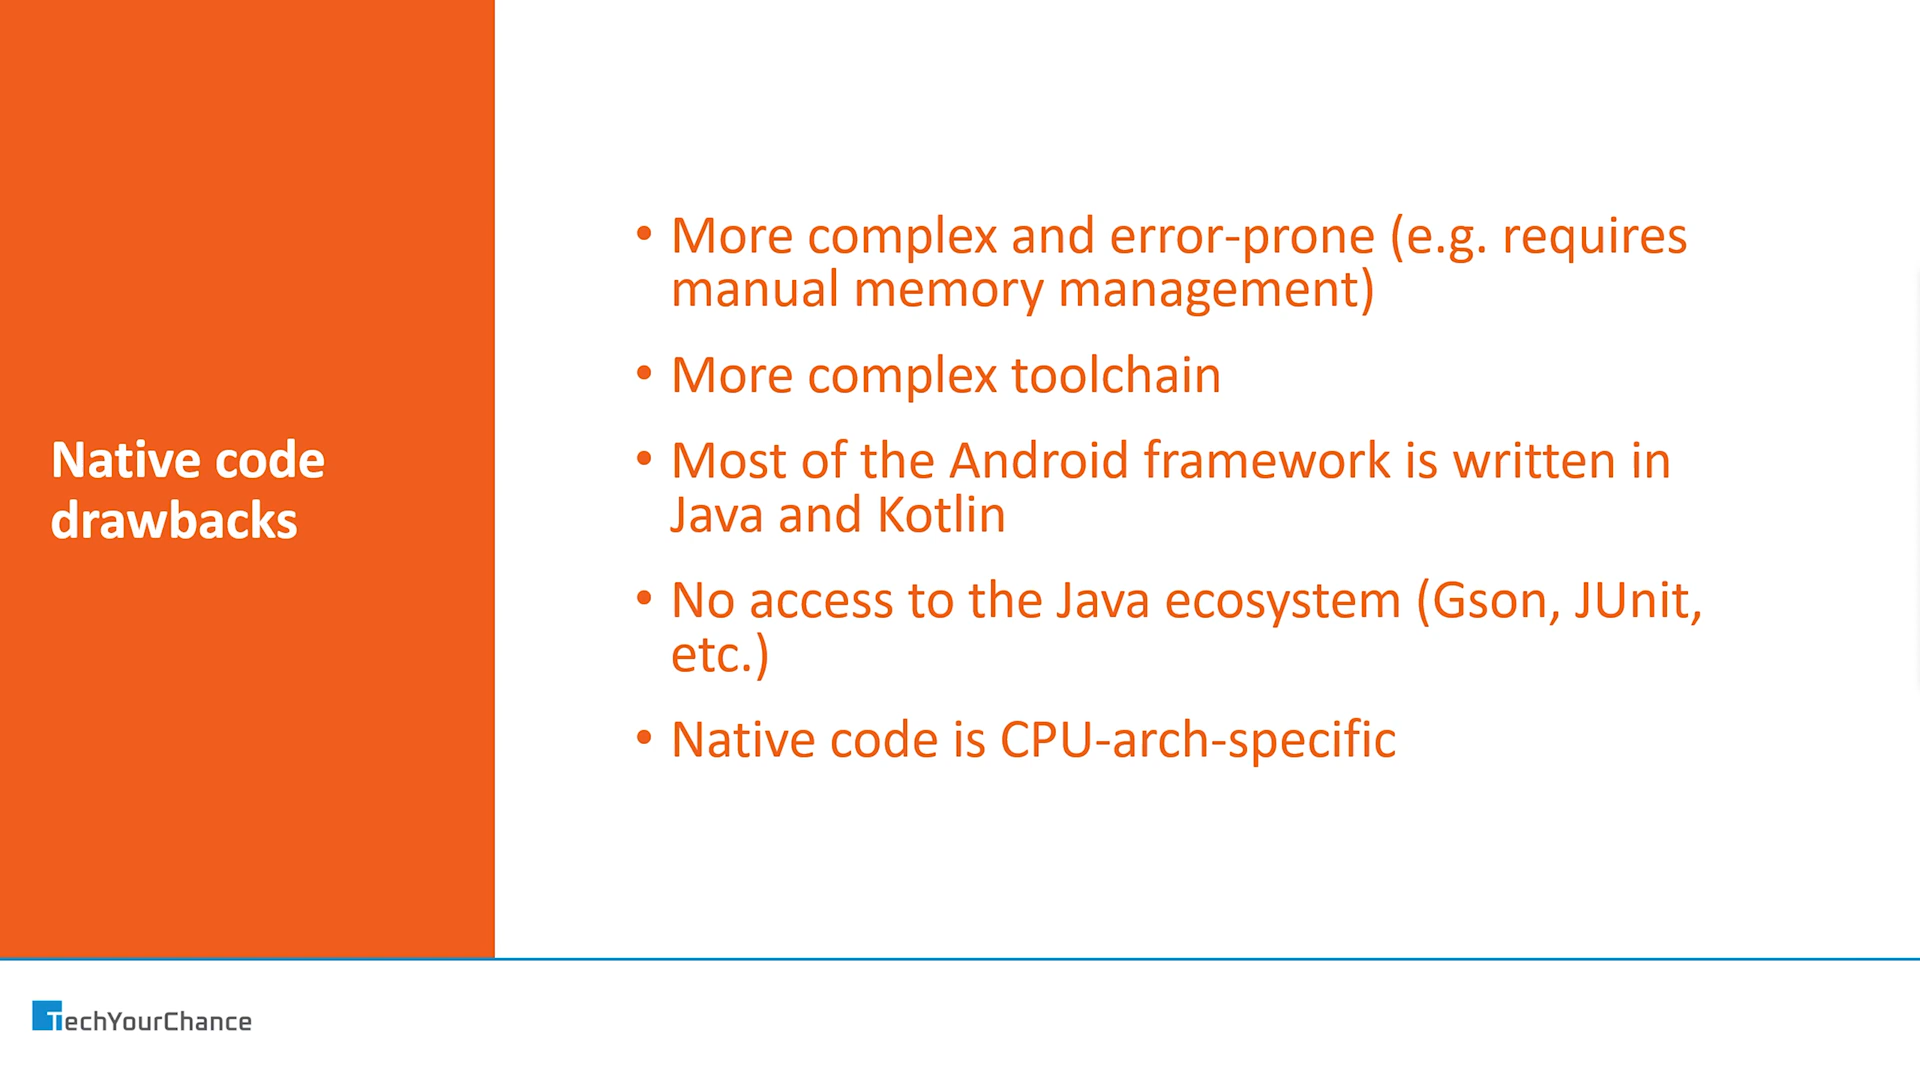 Native code
drawbacks
• More complex and error-prone (e.g. requires
manual memory management)
• More complex toolchain
• Most of the Android framework is written in
Java and Kotlin
• No access to the Java ecosystem (Gson, JUnit,
etc.)
• Native code is CPU-arch-specific
TechYourChance